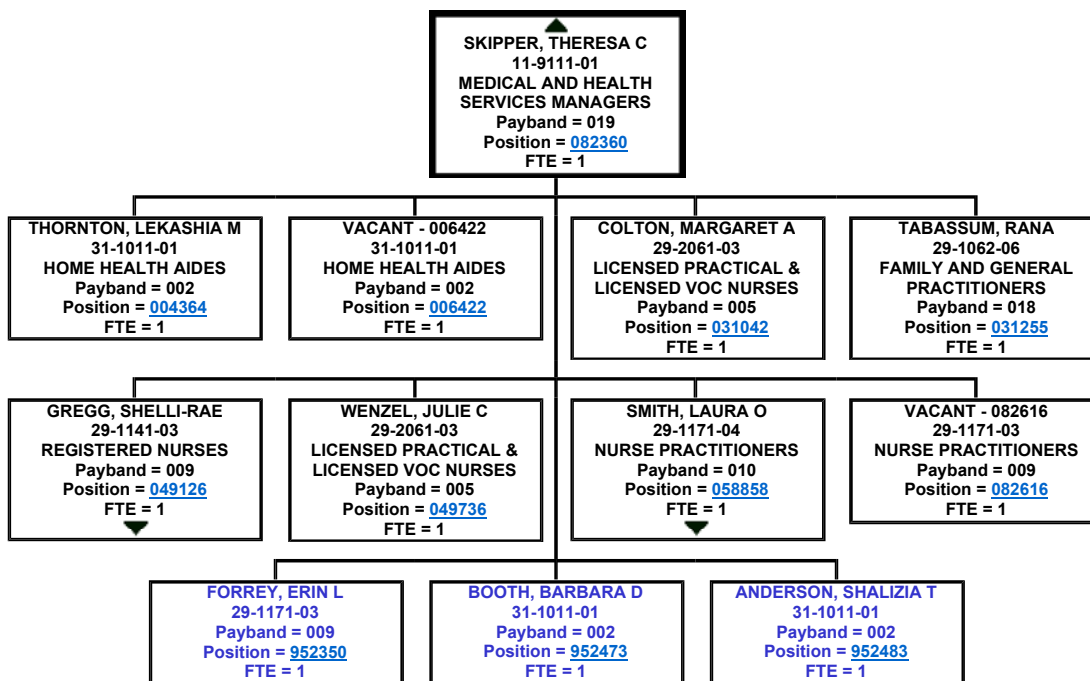 SKIPPER, THERESA C
11-9111-01
MEDICAL AND HEALTH
SERVICES MANAGERS
Payband = 019
Position = 082360
FTE = 1
THORNTON, LEKASHIA M
31-1011-01
HOME HEALTH AIDES
Payband = 002
Position = 004364
FTE = 1
VACANT - 006422
31-1011-01
HOME HEALTH AIDES
Payband = 002
Position = 006422
FTE = 1
COLTON, MARGARET A
29-2061-03
LICENSED PRACTICAL &
LICENSED VOC NURSES
Payband = 005
Position = 031042
FTE = 1
TABASSUM, RANA
29-1062-06
FAMILY AND GENERAL
PRACTITIONERS
Payband = 018
Position = 031255
FTE = 1
GREGG, SHELLI-RAE
29-1141-03
REGISTERED NURSES
Payband = 009
Position = 049126
FTE = 1
WENZEL, JULIE C
29-2061-03
LICENSED PRACTICAL &
LICENSED VOC NURSES
Payband = 005
Position = 049736
FTE = 1
SMITH, LAURA O
29-1171-04
NURSE PRACTITIONERS
Payband = 010
Position = 058858
FTE = 1
VACANT - 082616
29-1171-03
NURSE PRACTITIONERS
Payband = 009
Position = 082616
FTE = 1
FORREY, ERIN L
29-1171-03
Payband = 009
Position = 952350
FTE = 1
BOOTH, BARBARA D
31-1011-01
Payband = 002
Position = 952473
FTE = 1
ANDERSON, SHALIZIA T
31-1011-01
Payband = 002
Position = 952483
FTE = 1